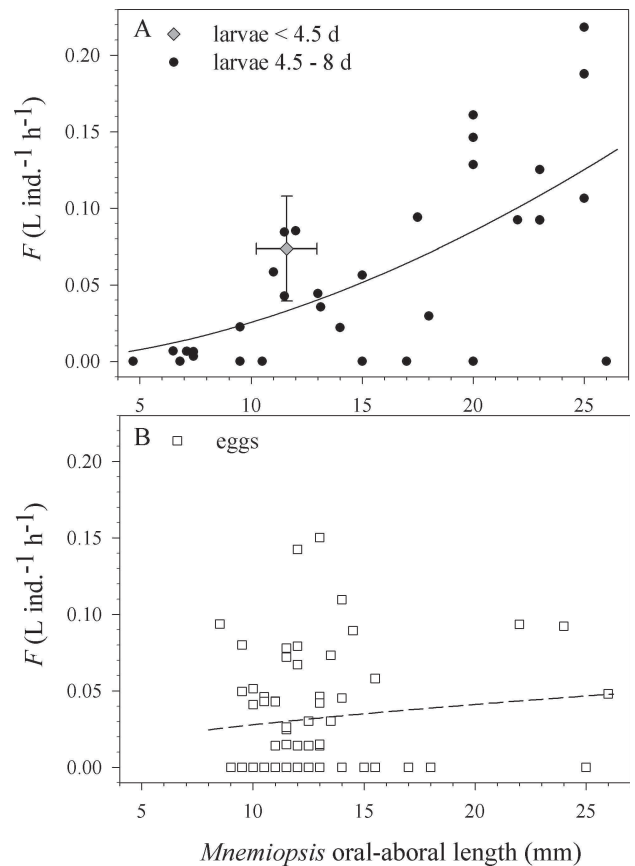 A
larvae < 4.5 d
larvae 4.5 - 8 d
F (L ind.-1 h-1)
0.20
0.15
0.10
0.05
0.00
5 10 15 20 25
B
eggs
F (L ind.-1 h-1)
0.20
0.15
0.10
0.05
0.00
5 10 15 20 25
Mnemiopsis oral-aboral length (mm)